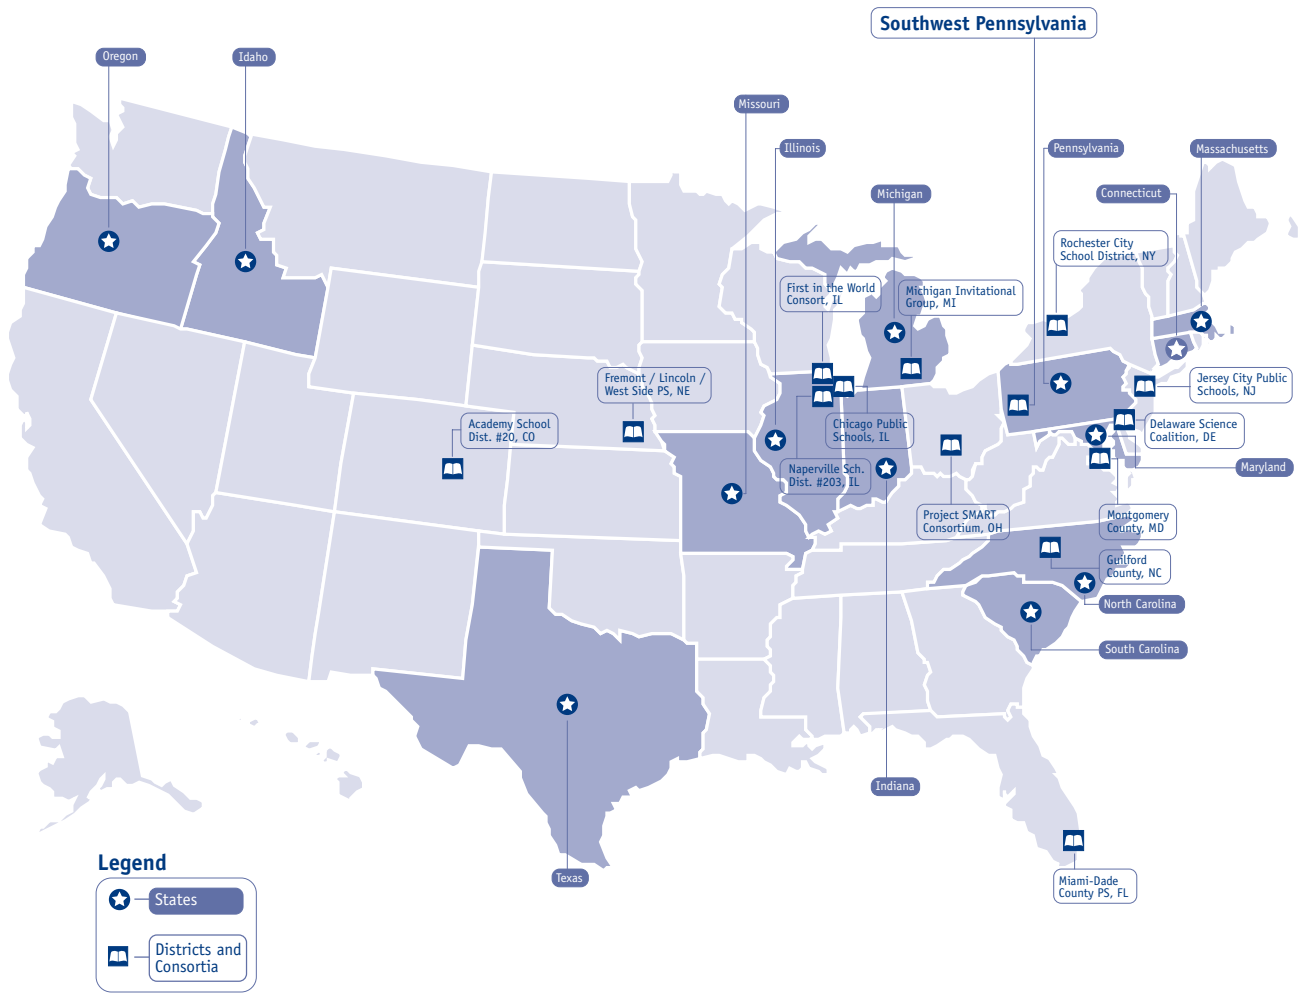 Southwest Pennsylvania
Oregon
Idaho
Missouri
Illinois
Pennsylvania
Massachusetts
Michigan
Connecticut
Rochester City
School District, NY
First in the World
Consort, IL
Michigan Invitational
Group, MI
Fremont / Lincoln /
West Side PS, NE
Jersey City Public
Schools, NJ
Academy School
Dist. #20, CO
Chicago Public
Schools, IL
Delaware Science
Coalition, DE
Naperville Sch.
Dist. #203, IL
Maryland
Project SMART
Consortium, OH
Montgomery
County, MD
Guilford
County, NC
North Carolina
South Carolina
Indiana
Texas
Miami-Dade
County PS, FL
Legend
States
Districts and
Consortia